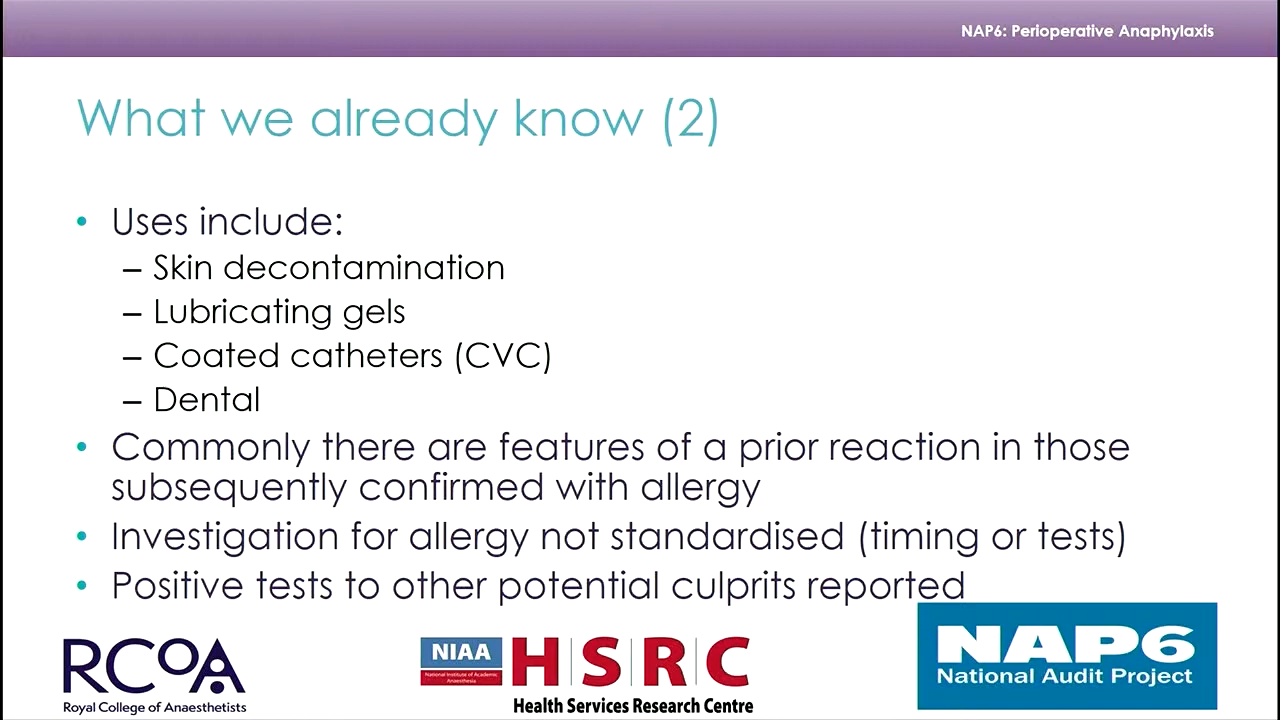 NAP6: Perioperative Anaphylaxis
What we already know (2)
• Uses include:
– Skin decontamination
– Lubricating gels
– Coated catheters (CVC)
– Dental
• Commonly there are features of a prior reaction in those
subsequently confirmed with allergy
• Investigation for allergy not standardised (timing or tests)
• Positive tests to other potential culprits reported
RCOA
Royal College of Anaesthetists
NIAA
National Institute of Academic
Anaesthesia
HSRC
Health Services Research Centre
NAP6
National Audit Project